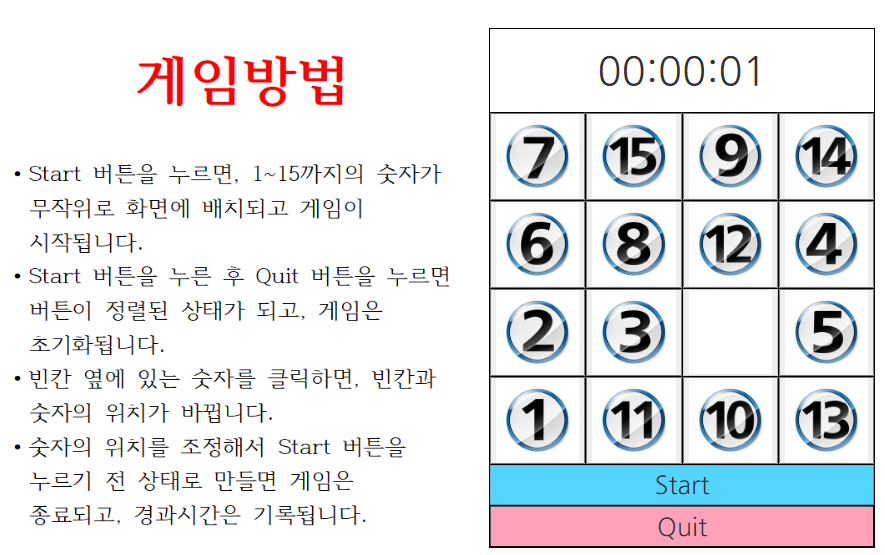 게임방법
• Start 버튼을 누르면, 1~15까지의 숫자가
무작위로 화면에 배치되고 게임이
시작됩니다.
• Start 버튼을 누른 후 Quit 버튼을 누르면
버튼이 정렬된 상태가 되고, 게임은
초기화됩니다.
• 빈칸 옆에 있는 숫자를 클릭하면, 빈칸과
숫자의 위치가 바뀝니다.
• 숫자의 위치를 조정해서 Start 버튼을
누르기 전 상태로 만들면 게임은
종료되고, 경과시간은 기록됩니다.
00:00:01
7 15 9 14
6 8 12 4
2 3 5
1 11 10 13
Start
Quit